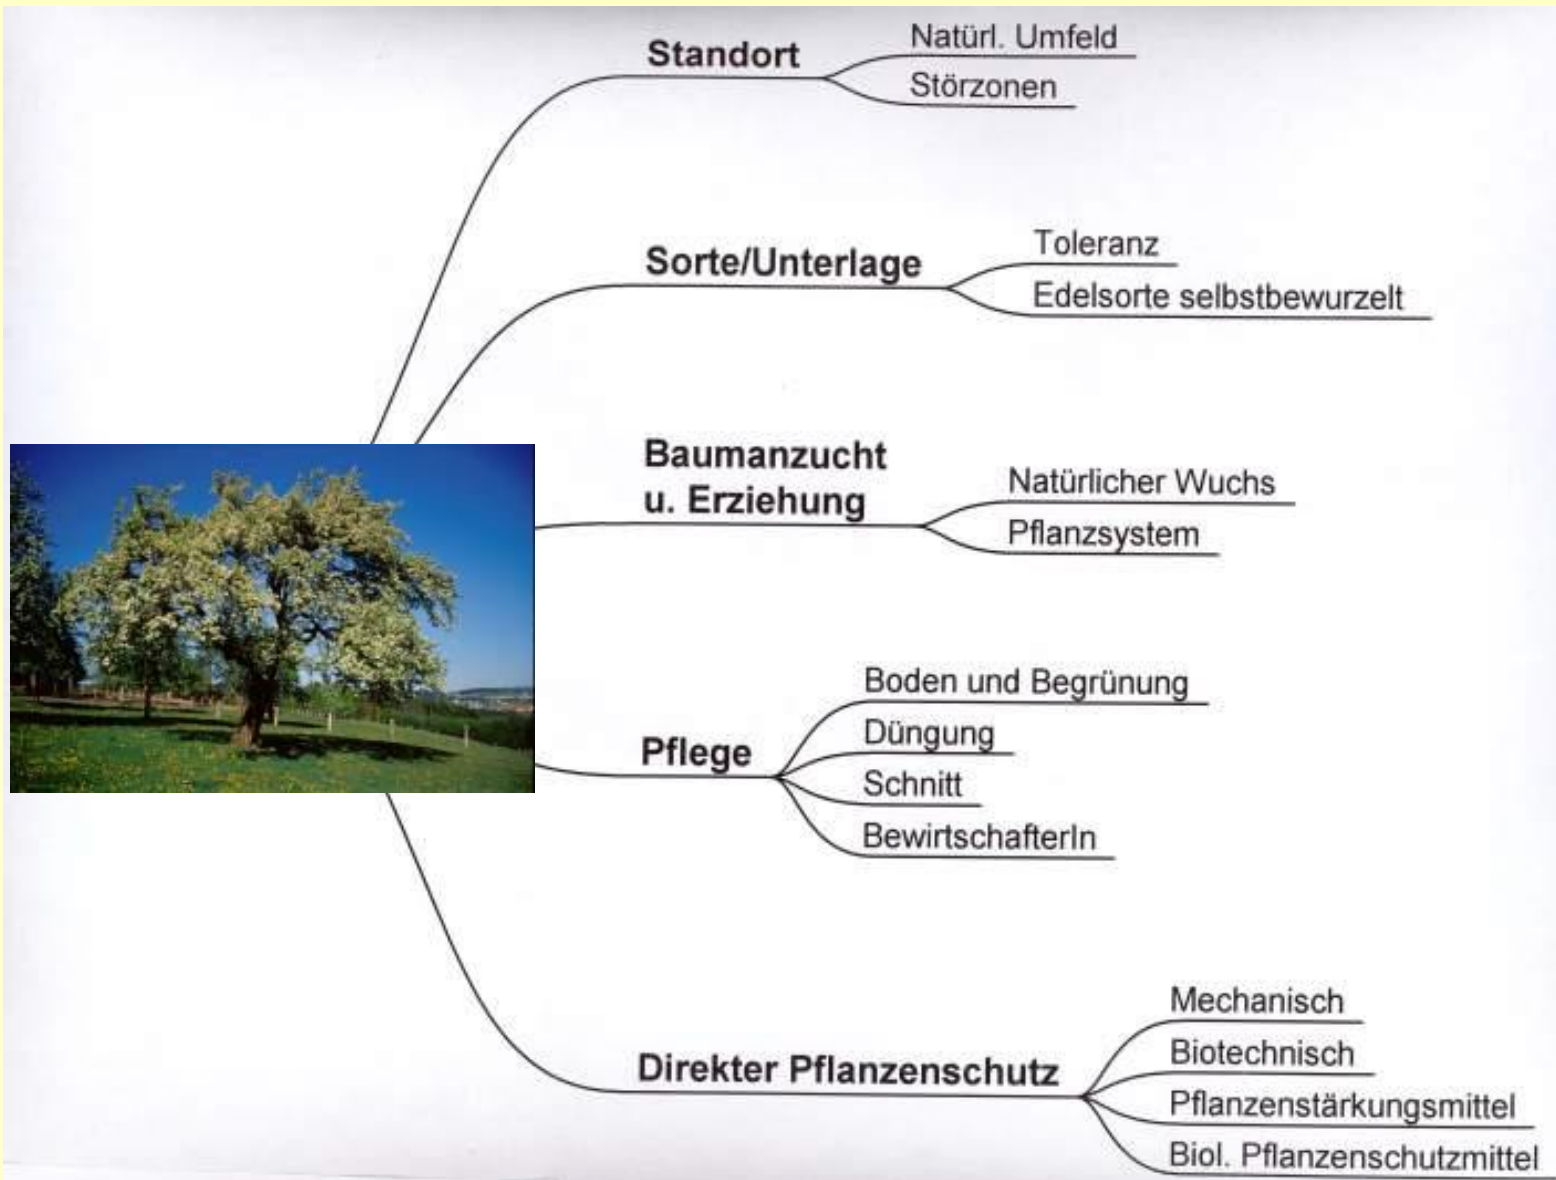 Standort
Natürl. Umfeld
Störzonen
Sorte/Unterlage
Toleranz
Edelsorte selbstbewurzelt
Baumanzucht
u. Erziehung
Natürlicher Wuchs
Pflanzsystem
Pflege
Boden und Begrünung
Düngung
Schnitt
BewirtschafterIn
Direkter Pflanzenschutz
Mechanisch
Biotechnisch
Pflanzenstärkungsmittel
Biol. Pflanzenschutzmittel